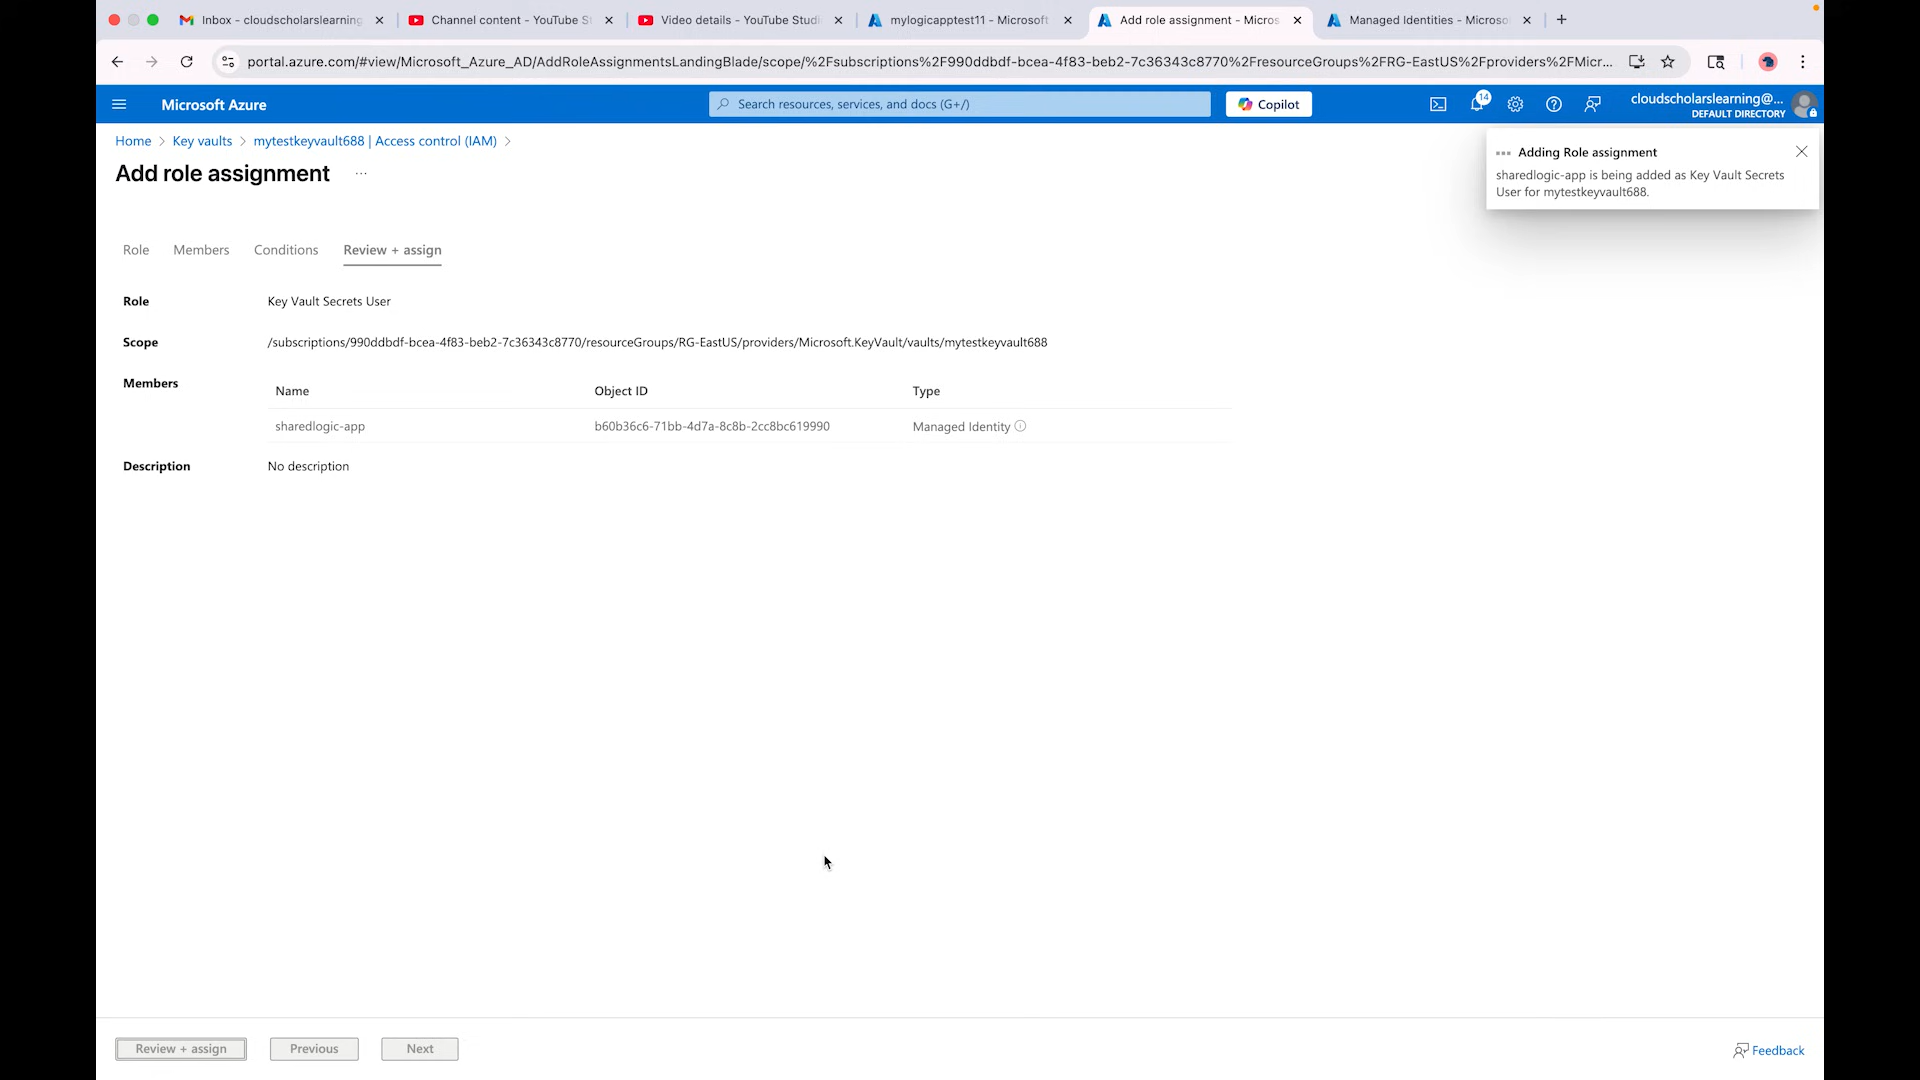 Inbox - cloudscholarslearning
Channel content - YouTube S
Video details - YouTube Studi
mylogicapptest11 - Microsoft
Add role assignment - Micros
Managed Identities - Microso
portal.azure.com/#view/Microsoft_Azure_AD/AddRoleAssignmentsLandingBlade/scope/%2Fsubscriptions%2F990ddbdf-bcea-4f83-beb2-7c36343c8770%2FresourceGroups%2FRG-EastUS%2Fproviders%2FMicr...
Microsoft Azure
Search resources, services, and docs (G+/)
Copilot
14
cloudscholarslearning@...
DEFAULT DIRECTORY
Home > Key vaults > mytestkeyvault688 | Access control (IAM) >
Add role assignment ...
Adding Role assignment
sharedlogic-app is being added as Key Vault Secrets
User for mytestkeyvault688.
Role Members Conditions Review + assign
Role Key Vault Secrets User
Scope /subscriptions/990ddbdf-bcea-4f83-beb2-7c36343c8770/resourceGroups/RG-EastUS/providers/Microsoft.KeyVault/vaults/mytestkeyvault688
Members
Name Object ID Type
sharedlogic-app b60b36c6-71bb-4d7a-8c8b-2cc8bc619990 Managed Identity
Description No description
Review + assign Previous Next
Feedback